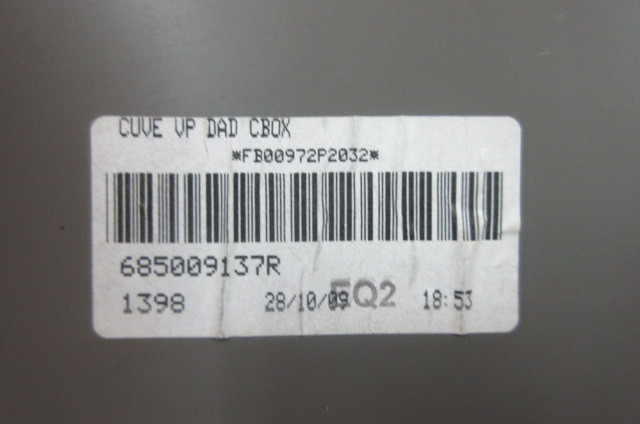 CUVE VP DAD CBOX
*FB00972P2032*
685009137R
1398 28/10/09 EQ2 18:53